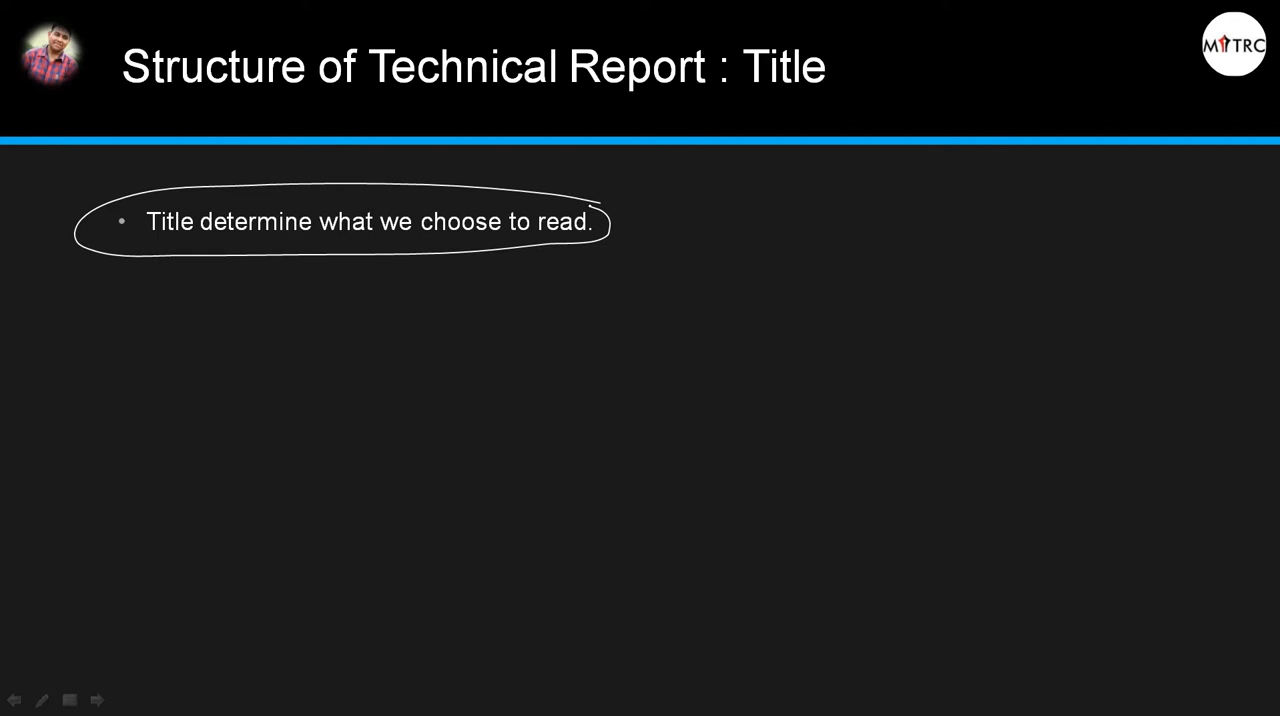 Structure of Technical Report : Title
MITRC
• Title determine what we choose to read.